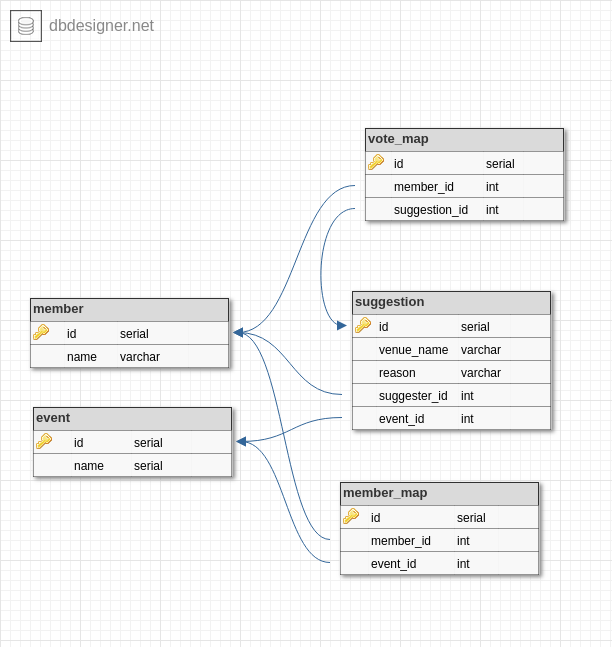 dbdesigner.net
vote_map
id serial
member_id int
suggestion_id int
member
id serial
name varchar
suggestion
id serial
venue_name varchar
reason varchar
suggester_id int
event_id int
event
id serial
name serial
member_map
id serial
member_id int
event_id int